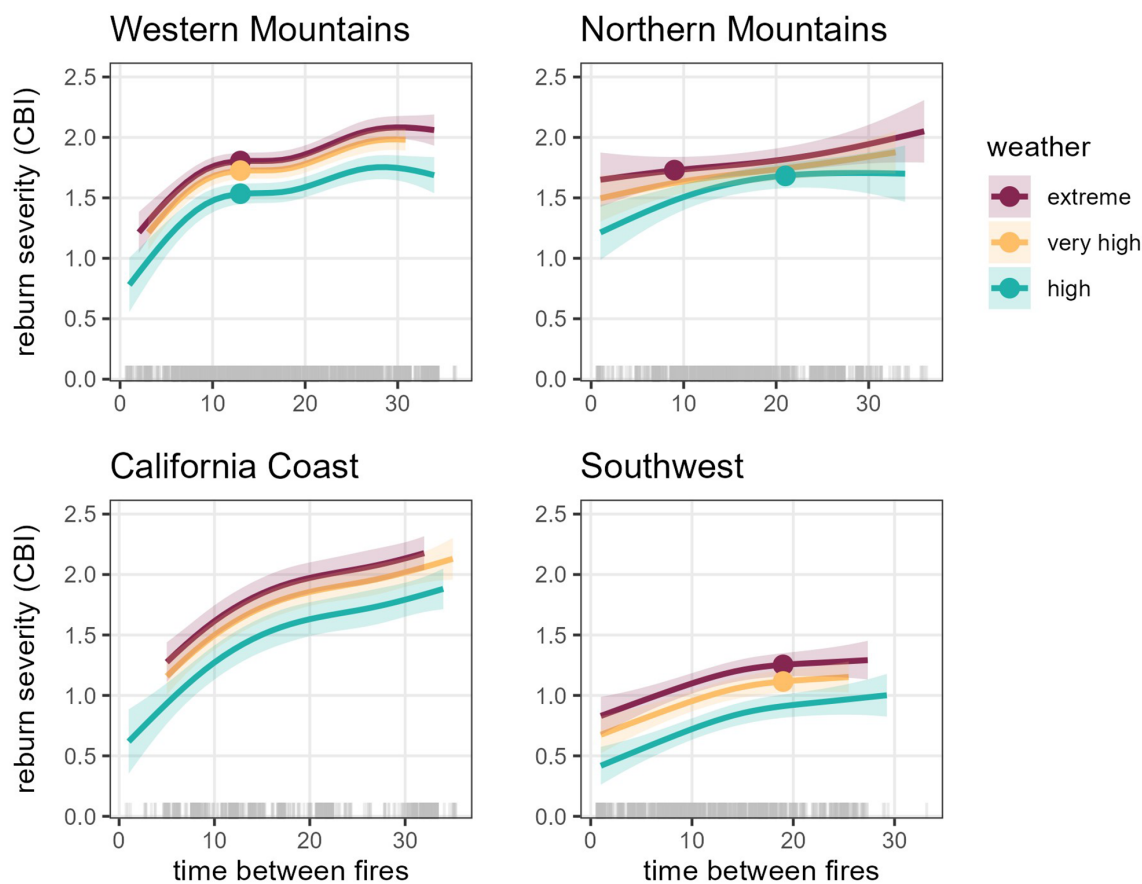 Western Mountains
Northern Mountains
reburn severity (CBI)
2.5
2.0
1.5
1.0
0.5
0.0
0 10 20 30
2.5
2.0
1.5
1.0
0.5
0.0
0 10 20 30
weather
extreme
very high
high
California Coast
Southwest
reburn severity (CBI)
2.5
2.0
1.5
1.0
0.5
0.0
0 10 20 30
time between fires
2.5
2.0
1.5
1.0
0.5
0.0
0 10 20 30
time between fires